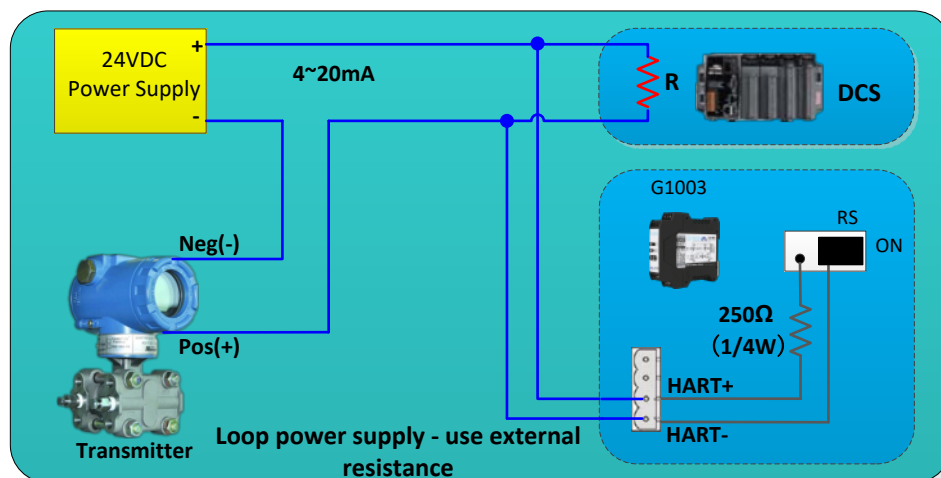 +
24VDC
Power Supply
-
4~20mA
R
DCS
G1003
RS
ON
Neg(-)
Pos(+)
250Ω
（1/4W）
HART+
HART-
Transmitter
Loop power supply - use external
resistance